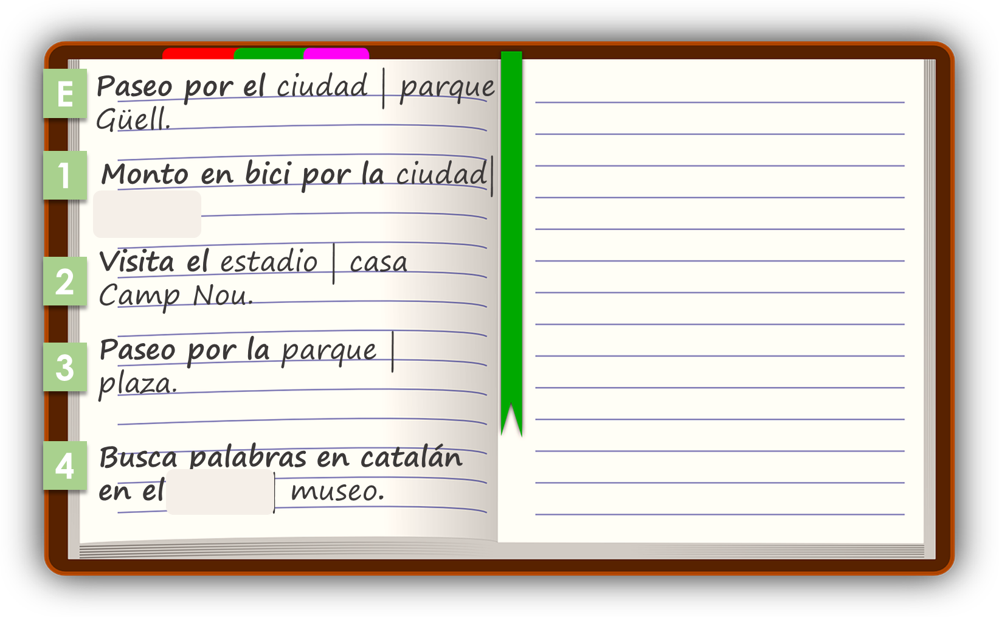 E Paseo por el ciudad | parque
Güell.
1 Monto en bici por la ciudad|
2 Visita el estadio | casa
Camp Nou.
3 Paseo por la parque |
plaza.
4 Busca palabras en catalán
en el | museo.